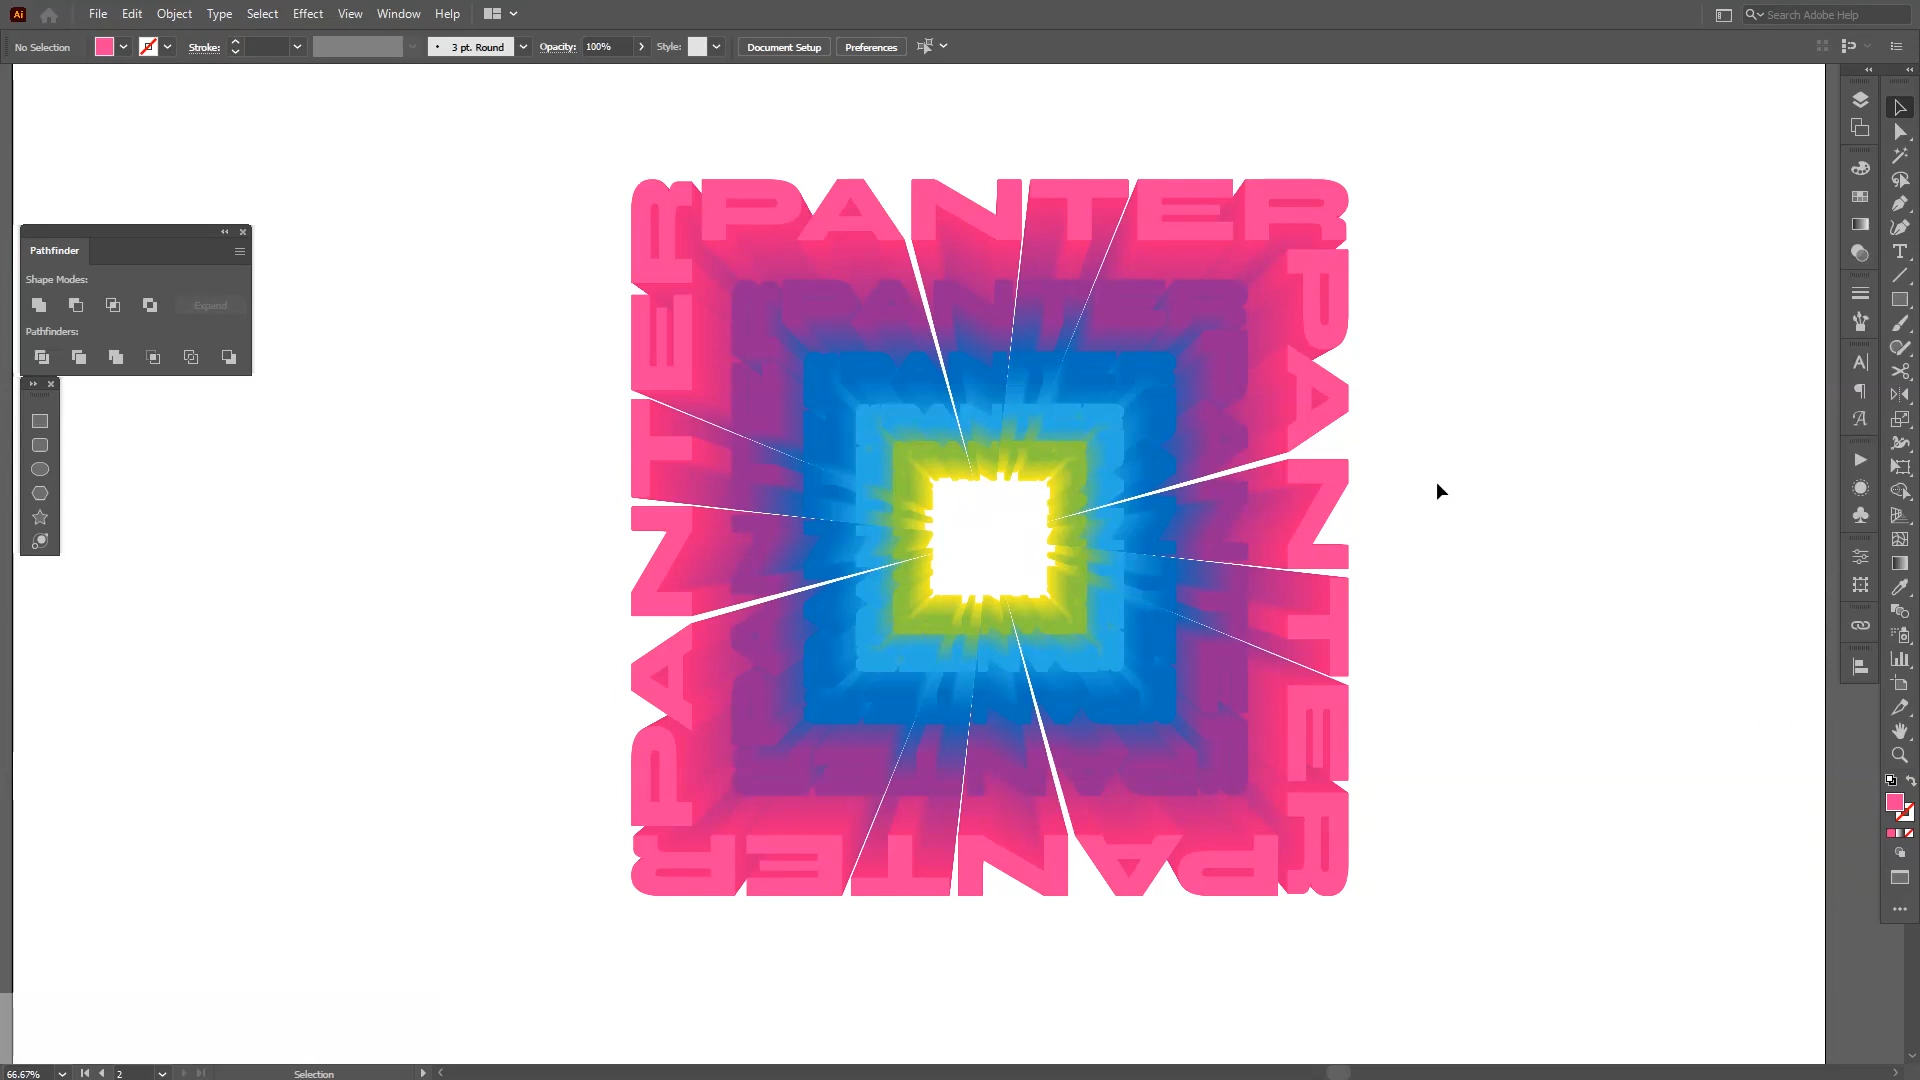 Ai File Edit Object Type Select Effect View Window Help Search Adobe Help
No Selection Stroke: 3 pt. Round Opacity: 100% Style: Document Setup Preferences
PANTER
PANTER
PANTER
PANTER
Pathfinder
Shape Modes:
Expand
Pathfinders:
66.67% 2 Selection